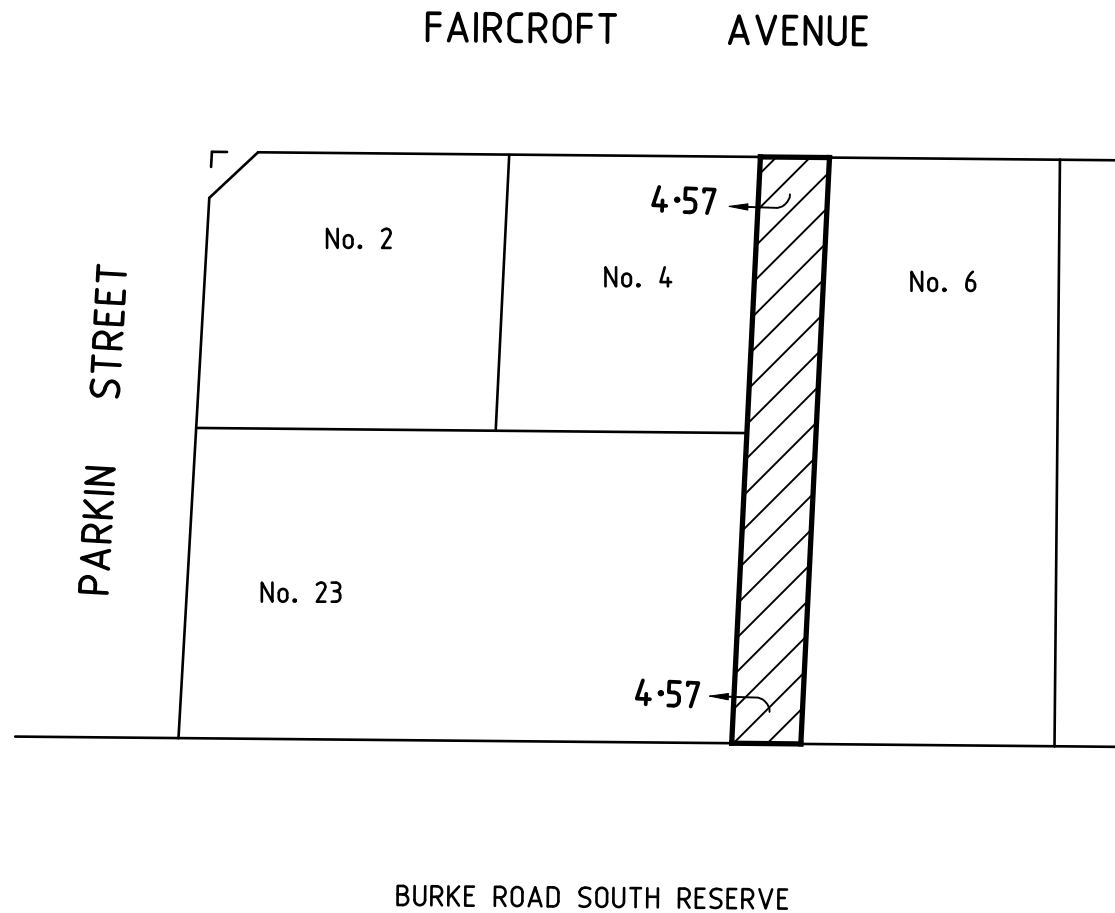 FAIRCROFT AVENUE
4·57
No. 2
No. 4
No. 6
PARKIN STREET
No. 23
4·57
BURKE ROAD SOUTH RESERVE